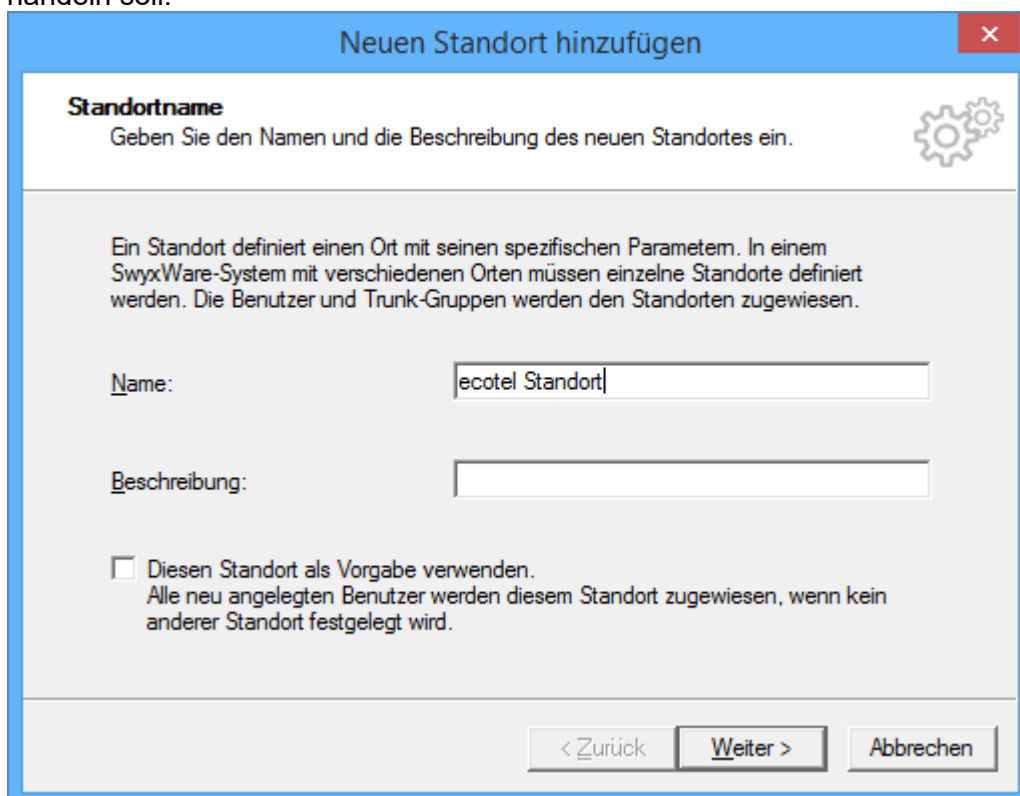 handeln soll.
Neuen Standort hinzufügen
Standortname
Geben Sie den Namen und die Beschreibung des neuen Standortes ein.
Ein Standort definiert einen Ort mit seinen spezifischen Parametern. In einem
SwyxWare-System mit verschiedenen Orten müssen einzelne Standorte definiert
werden. Die Benutzer und Trunk-Gruppen werden den Standorten zugewiesen.
Name: ecotel Standort
Beschreibung:
Diesen Standort als Vorgabe verwenden.
Alle neu angelegten Benutzer werden diesem Standort zugewiesen, wenn kein
anderer Standort festgelegt wird.
< Zurück Weiter > Abbrechen